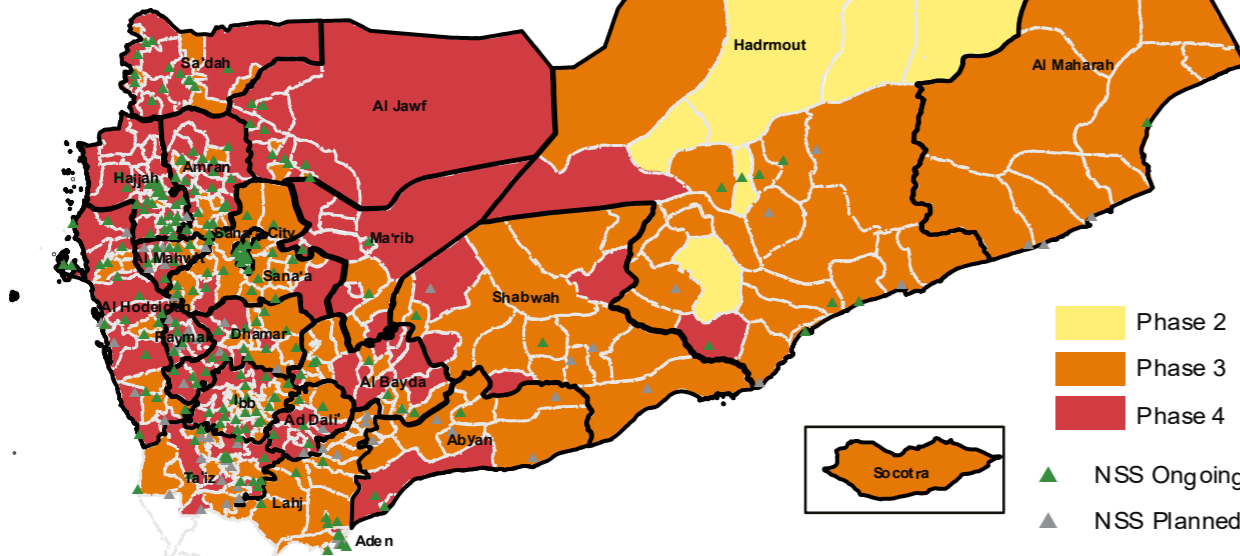 Hadrmout
Al Maharah
Sa'dah
Al Jawf
Amran
Hajjah
Sana'a City
Ma'rib
Al Mahwit
Sana'a
Shabwah
Al Hodeidah
Raymah
Dhamar
Al Bayda
Ibb
Ad Dali'
Abyan
Ta'iz
Lahj
Aden
Socotra
Phase 2
Phase 3
Phase 4
NSS Ongoing
NSS Planned